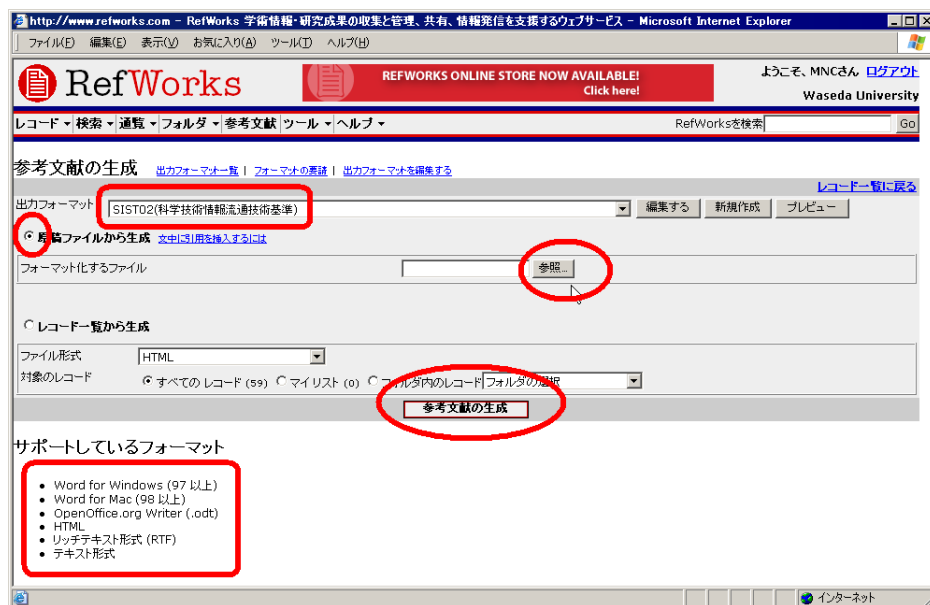 http://www.refworks.com - RefWorks 学術情報・研究成果の収集と管理、共有、情報発信を支援するウェブサービス - Microsoft Internet Explorer
ファイル(F) 編集(E) 表示(V) お気に入り(A) ツール(T) ヘルプ(H)
RefWorks
REFWORKS ONLINE STORE NOW AVAILABLE!
Click here!
ようこそ、MNCさん ログアウト
Waseda University
レコード 検索 通覧 フォルダ 参考文献 ツール ヘルプ RefWorksを検索 Go
参考文献の生成 出力フォーマット一覧 | フォーマットの要請 | 出力フォーマットを編集する
レコード一覧に戻る
出力フォーマット SIST02(科学技術情報流通技術基準) 編集する 新規作成 プレビュー
原稿ファイルから生成 文中に引用を挿入するには
フォーマット化するファイル 参照...
レコード一覧から生成
ファイル形式 HTML
対象のレコード すべての レコード (59) マイ リスト (0) フォルダ内のレコード フォルダの選択
参考文献の生成
サポートしているフォーマット
• Word for Windows (97 以上)
• Word for Mac (98 以上)
• OpenOffice.org Writer (.odt)
• HTML
• リッチテキスト形式 (RTF)
• テキスト形式
インターネット